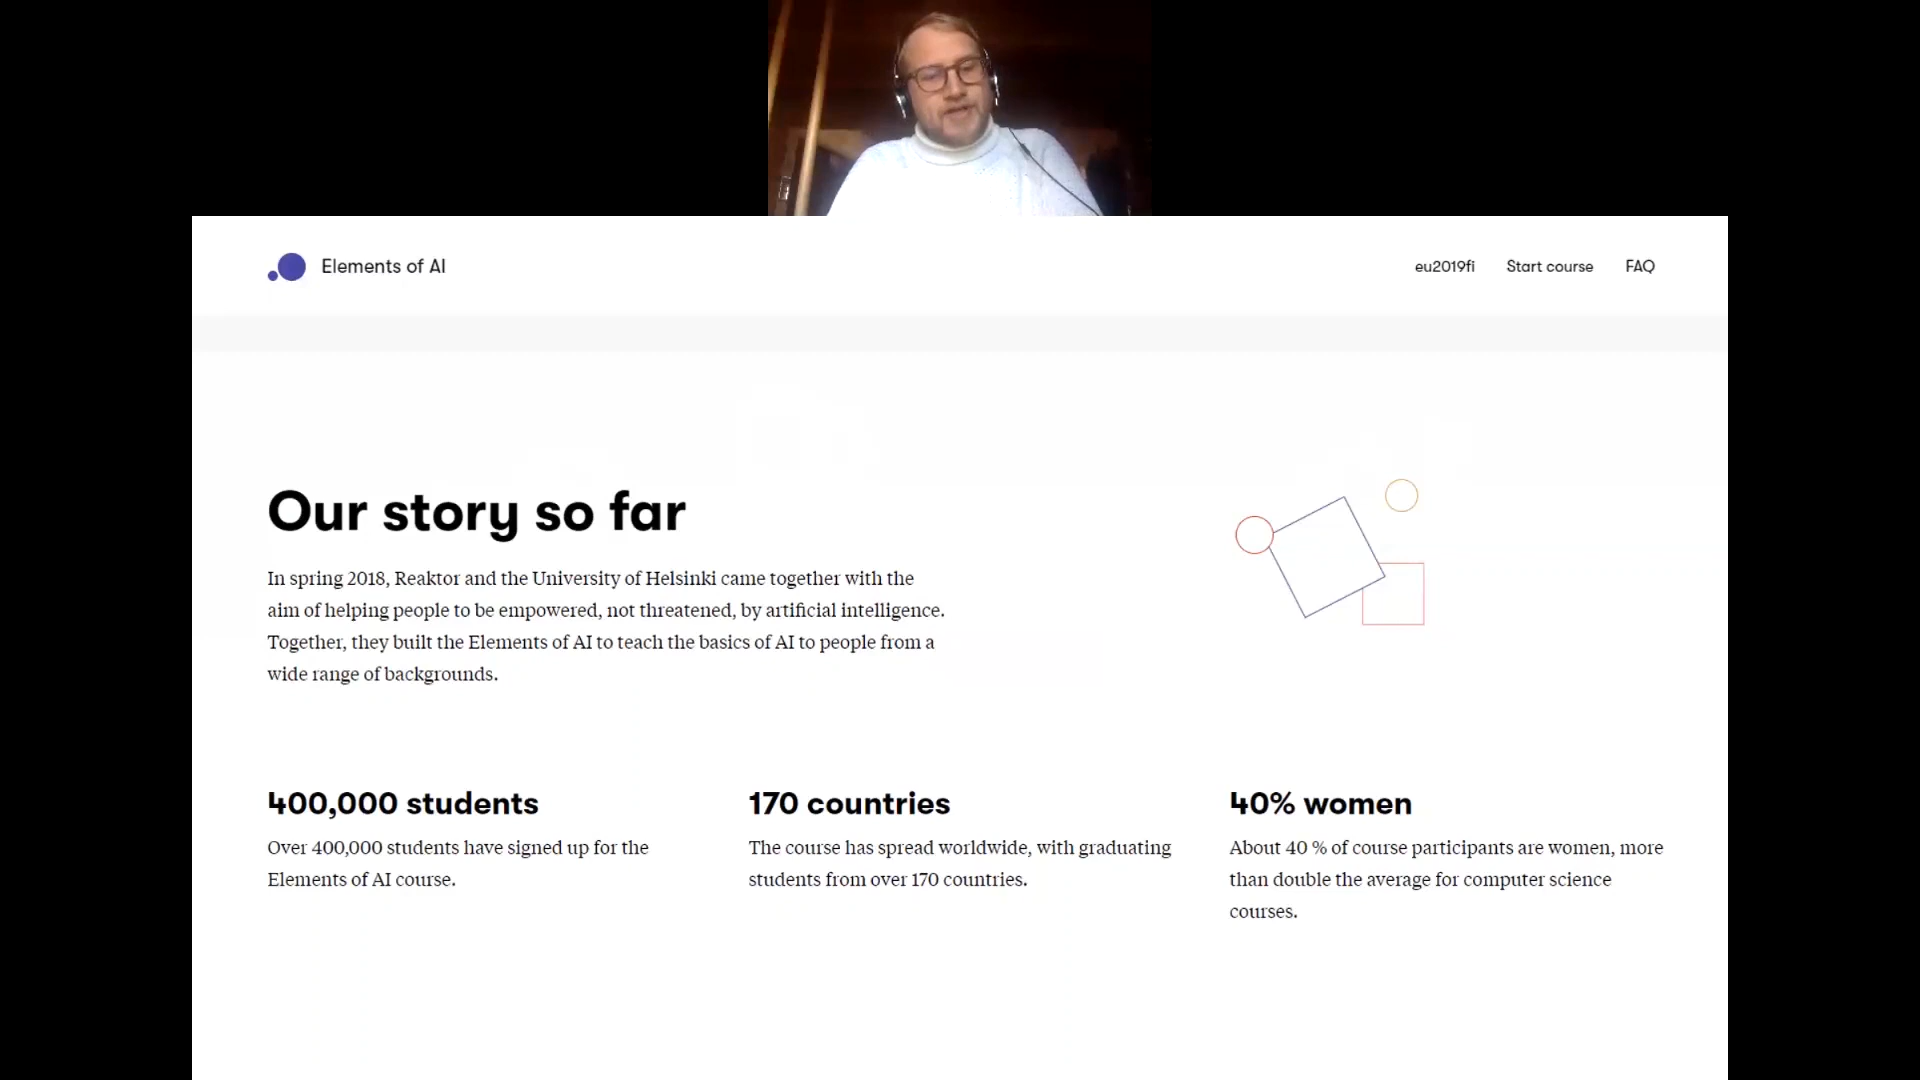 Elements of AI
eu2019fi
Start course
FAQ
Our story so far
In spring 2018, Reaktor and the University of Helsinki came together with the
aim of helping people to be empowered, not threatened, by artificial intelligence.
Together, they built the Elements of AI to teach the basics of AI to people from a
wide range of backgrounds.
400,000 students
Over 400,000 students have signed up for the
Elements of AI course.
170 countries
The course has spread worldwide, with graduating
students from over 170 countries.
40% women
About 40 % of course participants are women, more
than double the average for computer science
courses.